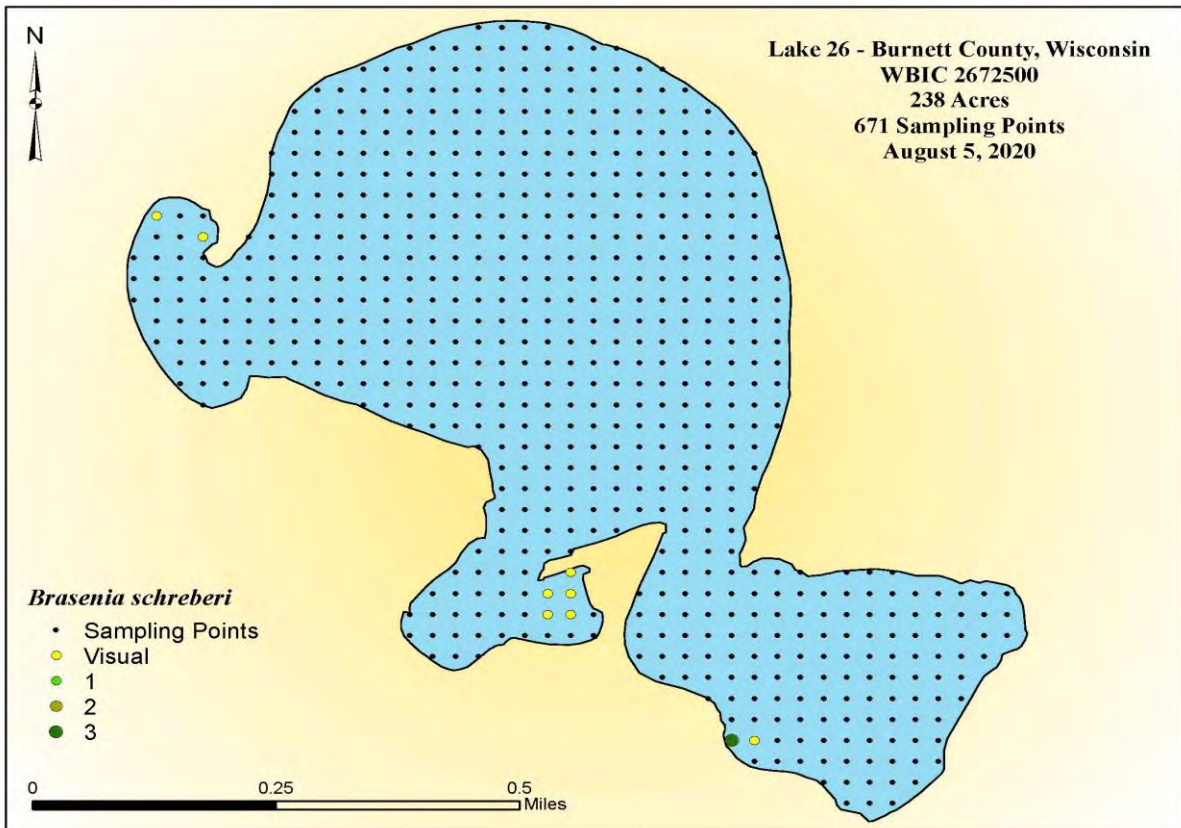 N
Lake 26 - Burnett County, Wisconsin
WBIC 2672500
238 Acres
671 Sampling Points
August 5, 2020
Brasenia schreberi
Sampling Points
Visual
1
2
3
0 0.25 0.5
Miles